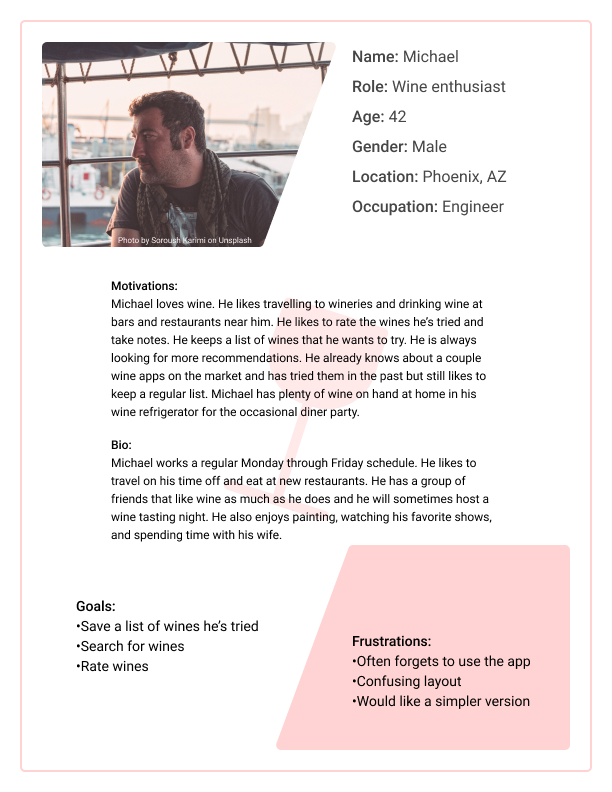 Name: Michael
Role: Wine enthusiast
Age: 42
Gender: Male
Location: Phoenix, AZ
Occupation: Engineer
Photo by Soroush Karimi on Unsplash
Motivations:
Michael loves wine. He likes travelling to wineries and drinking wine at
bars and restaurants near him. He likes to rate the wines he’s tried and
take notes. He keeps a list of wines that he wants to try. He is always
looking for more recommendations. He already knows about a couple
wine apps on the market and has tried them in the past but still likes to
keep a regular list. Michael has plenty of wine on hand at home in his
wine refrigerator for the occasional diner party.
Bio:
Michael works a regular Monday through Friday schedule. He likes to
travel on his time off and eat at new restaurants. He has a group of
friends that like wine as much as he does and he will sometimes host a
wine tasting night. He also enjoys painting, watching his favorite shows,
and spending time with his wife.
Goals:
•Save a list of wines he’s tried
•Search for wines
•Rate wines
Frustrations:
•Often forgets to use the app
•Confusing layout
•Would like a simpler version